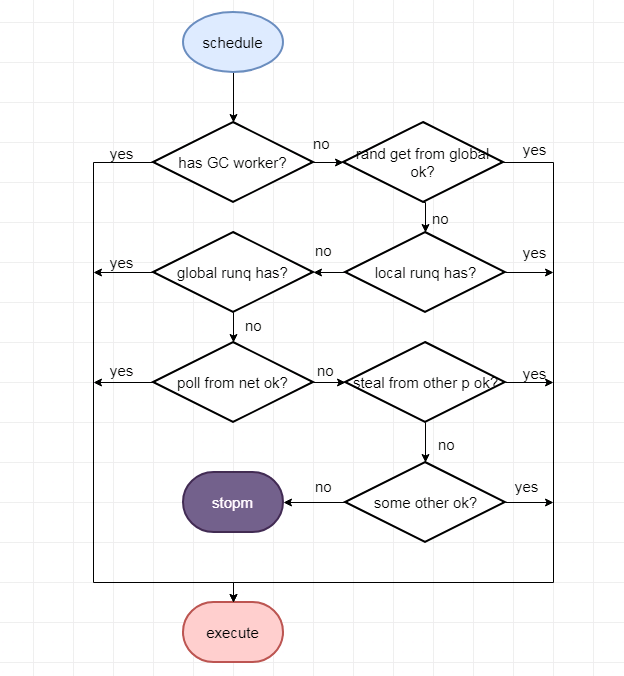 schedule
yes
has GC worker?
no
rand get from global
ok?
yes
no
yes
global runq has?
no
local runq has?
yes
no
yes
poll from net ok?
no
steal from other p ok?
yes
no
stopm
no
some other ok?
yes
execute